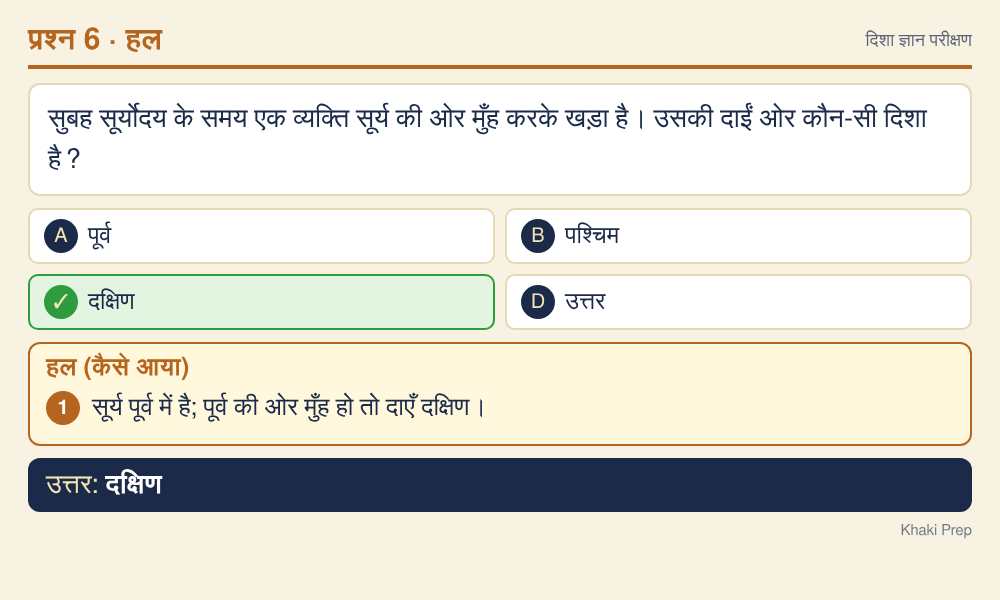 प्रश्न 6 · हल
दिशा ज्ञान परीक्षण
सुबह सूर्योदय के समय एक व्यक्ति सूर्य की ओर मुँह करके खड़ा है। उसकी दाईं ओर कौन-सी दिशा
है ?
A पूर्व
B पश्चिम
✓ दक्षिण
D उत्तर
हल (कैसे आया)
1 सूर्य पूर्व में है; पूर्व की ओर मुँह हो तो दाएँ दक्षिण।
उत्तर: दक्षिण
Khaki Prep